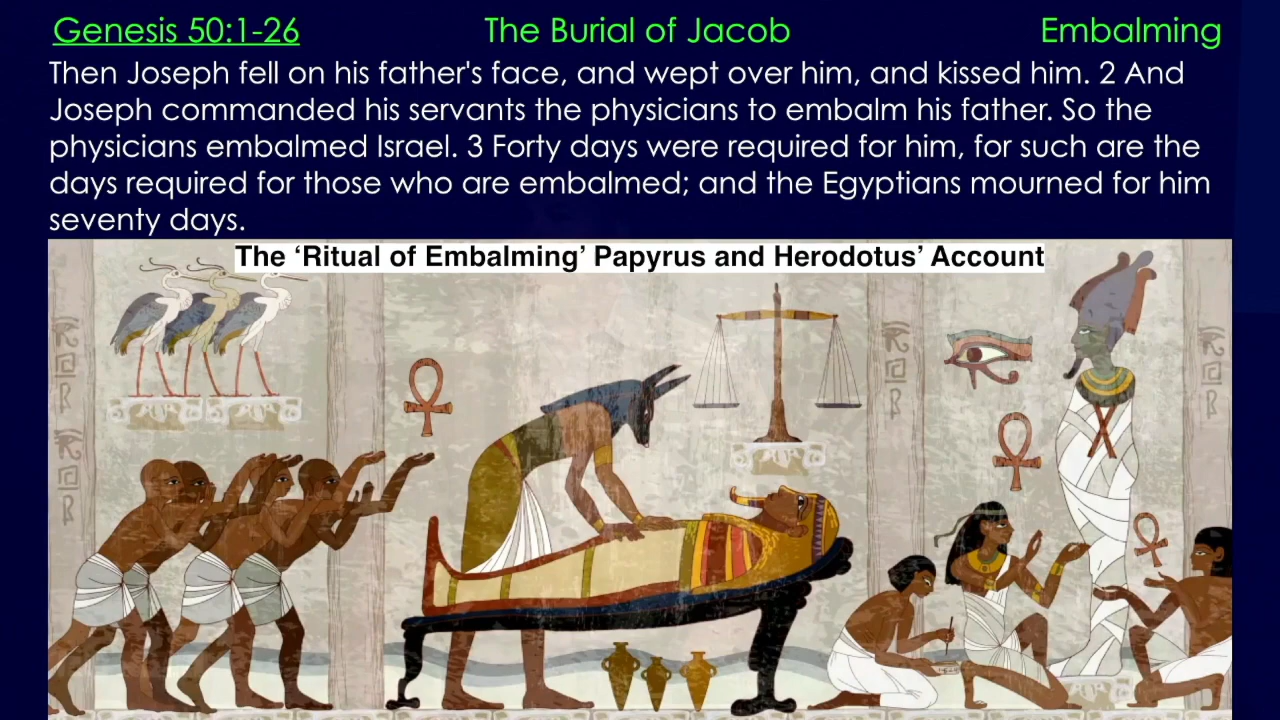 Genesis 50:1-26 The Burial of Jacob Embalming
Then Joseph fell on his father's face, and wept over him, and kissed him. 2 And
Joseph commanded his servants the physicians to embalm his father. So the
physicians embalmed Israel. 3 Forty days were required for him, for such are the
days required for those who are embalmed; and the Egyptians mourned for him
seventy days.
The ‘Ritual of Embalming’ Papyrus and Herodotus’ Account